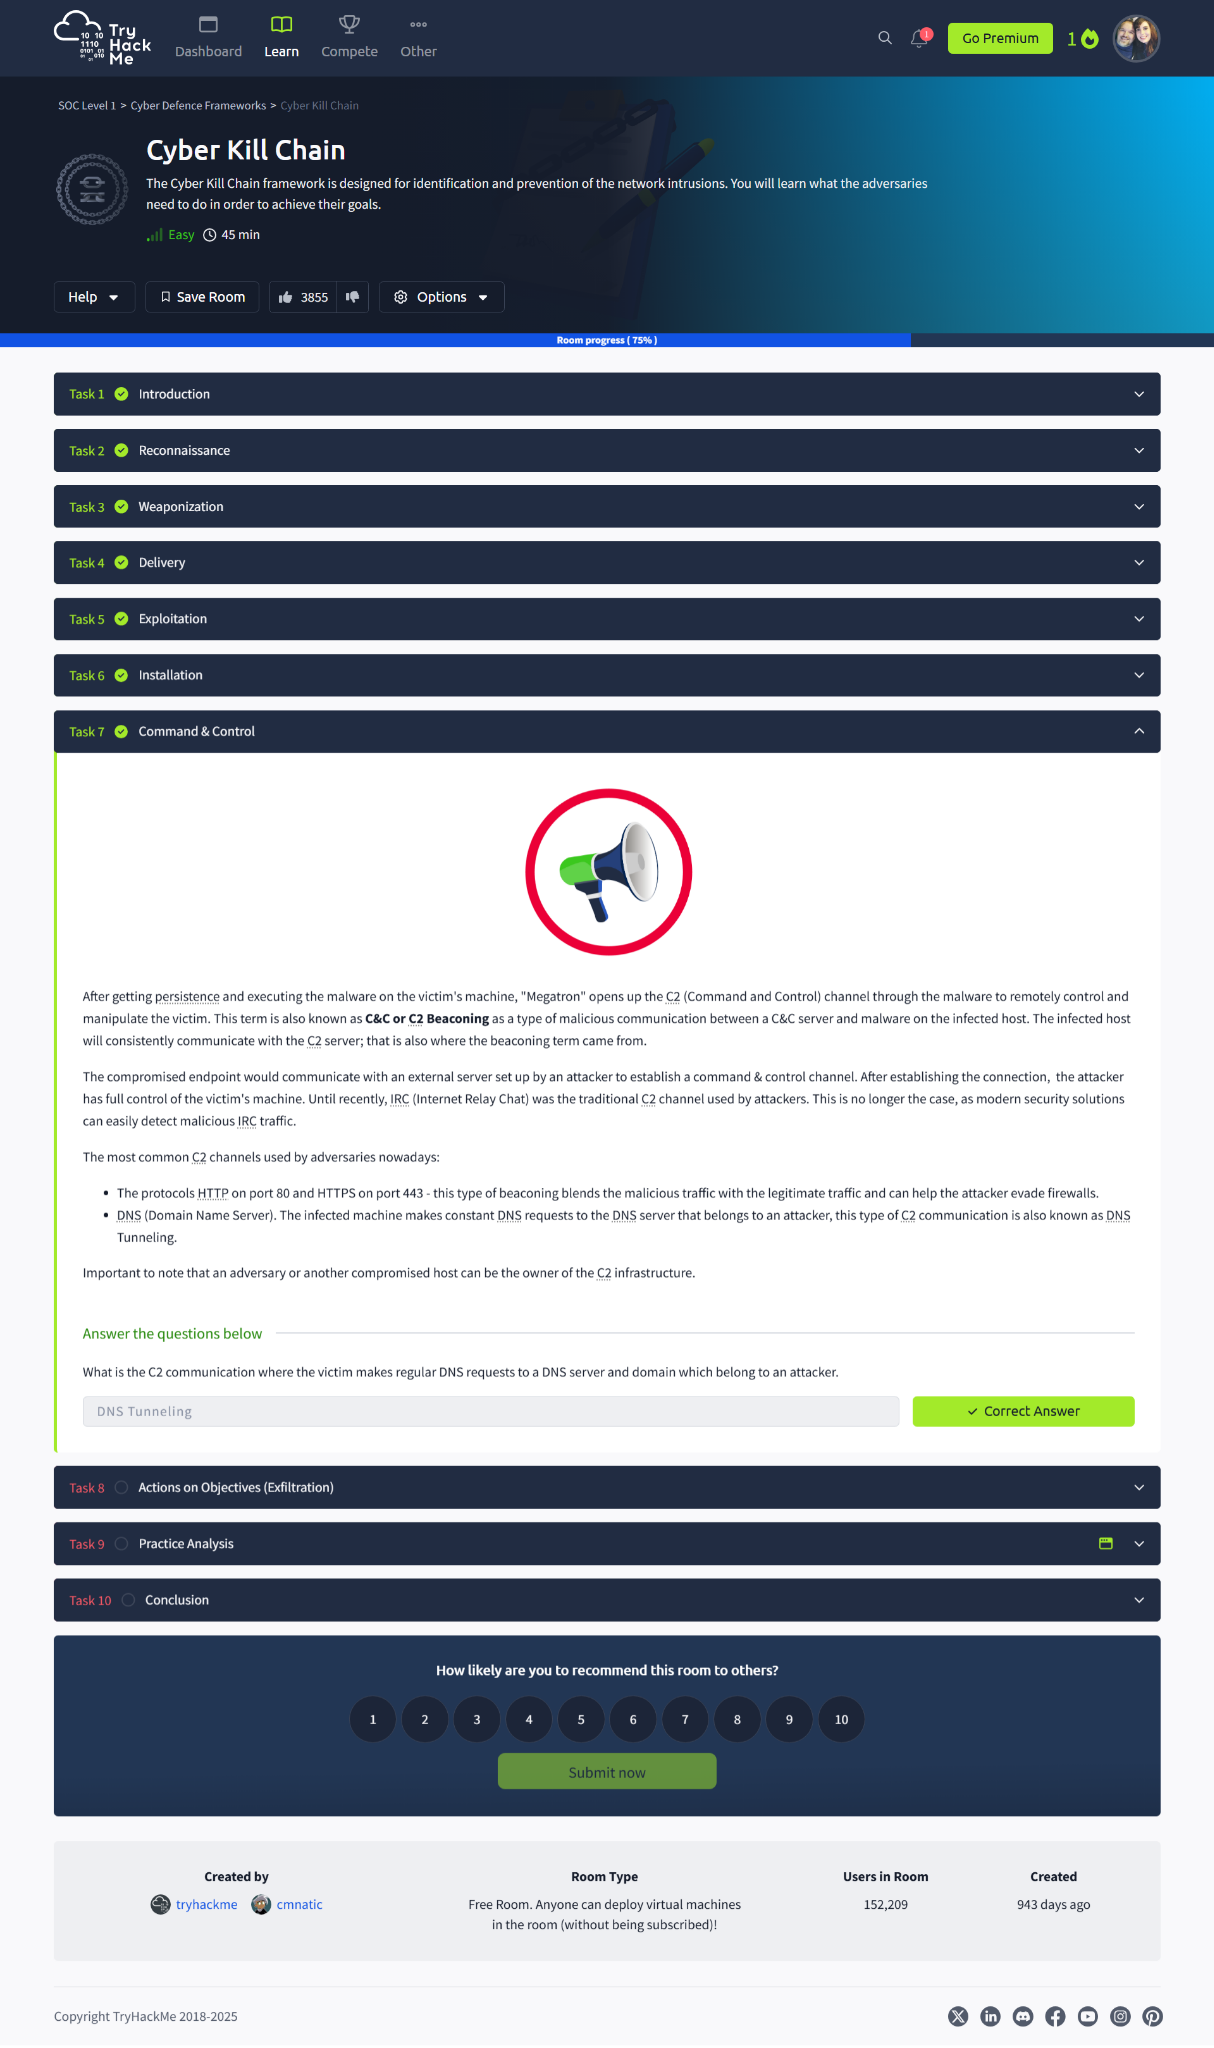 Try
Hack
Me
10 10
1110
0101 01
01 010
Dashboard
Learn
Compete
Other
1
Go Premium
1
SOC Level 1 > Cyber Defence Frameworks > Cyber Kill Chain
Cyber Kill Chain
The Cyber Kill Chain framework is designed for identification and prevention of the network intrusions. You will learn what the adversaries
need to do in order to achieve their goals.
Easy 45 min
Help
Save Room
3855
Options
Room progress ( 75% )
Task 1 Introduction
Task 2 Reconnaissance
Task 3 Weaponization
Task 4 Delivery
Task 5 Exploitation
Task 6 Installation
Task 7 Command & Control
After getting persistence and executing the malware on the victim's machine, "Megatron" opens up the C2 (Command and Control) channel through the malware to remotely control and
manipulate the victim. This term is also known as C&C or C2 Beaconing as a type of malicious communication between a C&C server and malware on the infected host. The infected host
will consistently communicate with the C2 server; that is also where the beaconing term came from.
The compromised endpoint would communicate with an external server set up by an attacker to establish a command & control channel. After establishing the connection,  the attacker
has full control of the victim's machine. Until recently, IRC (Internet Relay Chat) was the traditional C2 channel used by attackers. This is no longer the case, as modern security solutions
can easily detect malicious IRC traffic.
The most common C2 channels used by adversaries nowadays:
• The protocols HTTP on port 80 and HTTPS on port 443 - this type of beaconing blends the malicious traffic with the legitimate traffic and can help the attacker evade firewalls.
• DNS (Domain Name Server). The infected machine makes constant DNS requests to the DNS server that belongs to an attacker, this type of C2 communication is also known as DNS
Tunneling.
Important to note that an adversary or another compromised host can be the owner of the C2 infrastructure.
Answer the questions below
What is the C2 communication where the victim makes regular DNS requests to a DNS server and domain which belong to an attacker.
DNS Tunneling
Correct Answer
Task 8 Actions on Objectives (Exfiltration)
Task 9 Practice Analysis
Task 10 Conclusion
How likely are you to recommend this room to others?
1 2 3 4 5 6 7 8 9 10
Submit now
Created by
tryhackme cmnatic
Room Type
Free Room. Anyone can deploy virtual machines
in the room (without being subscribed)!
Users in Room
152,209
Created
943 days ago
Copyright TryHackMe 2018-2025